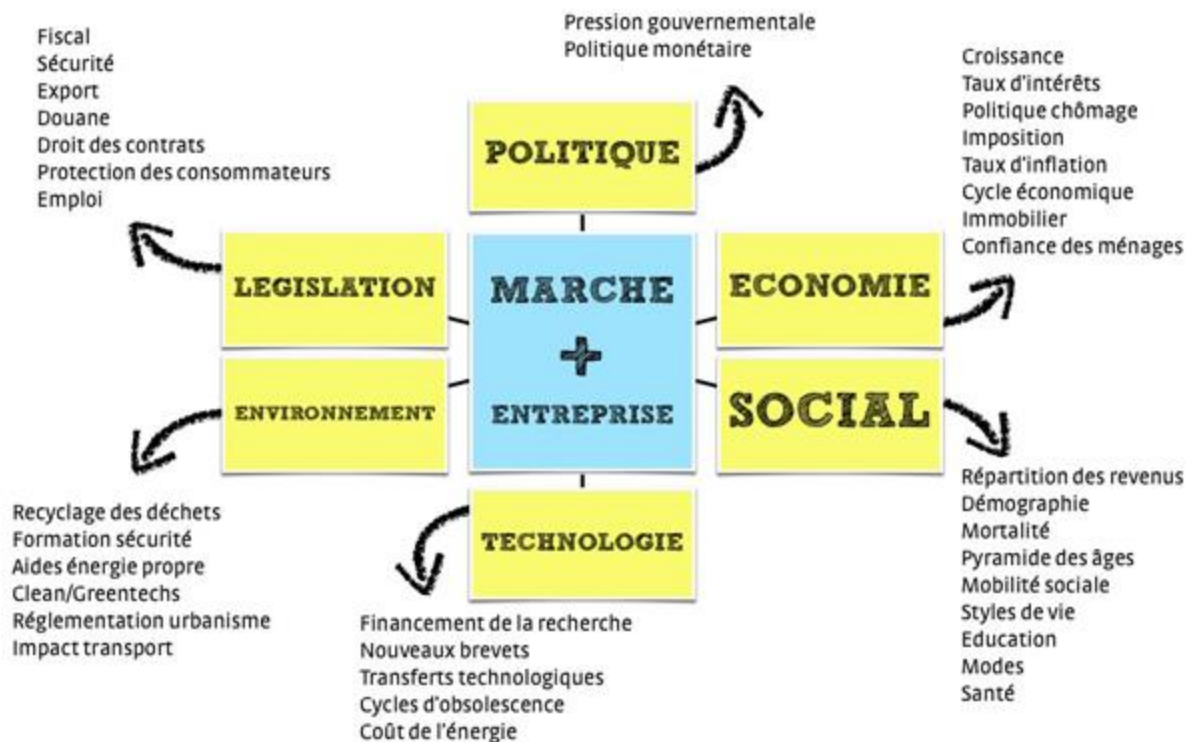 Pression gouvernementale
Politique monétaire
Fiscal
Sécurité
Export
Douane
Droit des contrats
Protection des consommateurs
Emploi
Croissance
Taux d'intérêts
Politique chômage
Imposition
Taux d'inflation
Cycle économique
Immobilier
Confiance des ménages
POLITIQUE
LEGISLATION
MARCHE
+
ENTREPRISE
ECONOMIE
ENVIRONNEMENT
SOCIAL
TECHNOLOGIE
Recyclage des déchets
Formation sécurité
Aides énergie propre
Clean/Greentechs
Réglementation urbanisme
Impact transport
Financement de la recherche
Nouveaux brevets
Transferts technologiques
Cycles d'obsolescence
Coût de l'énergie
Répartition des revenus
Démographie
Mortalité
Pyramide des âges
Mobilité sociale
Styles de vie
Education
Modes
Santé